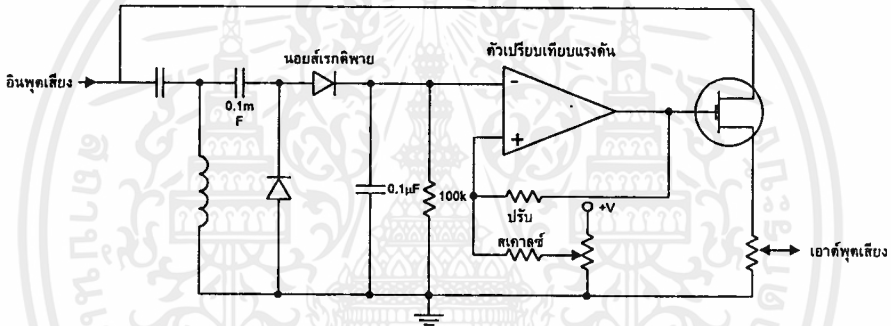 นอยส์เรกติพาย
ตัวเปรียบเทียบแรงดัน
อินพุตเสียง
0.1m
F
-
+
0.1µF
100k
ปรับ
+V
สเกลซ์
เอาต์พุตเสียง